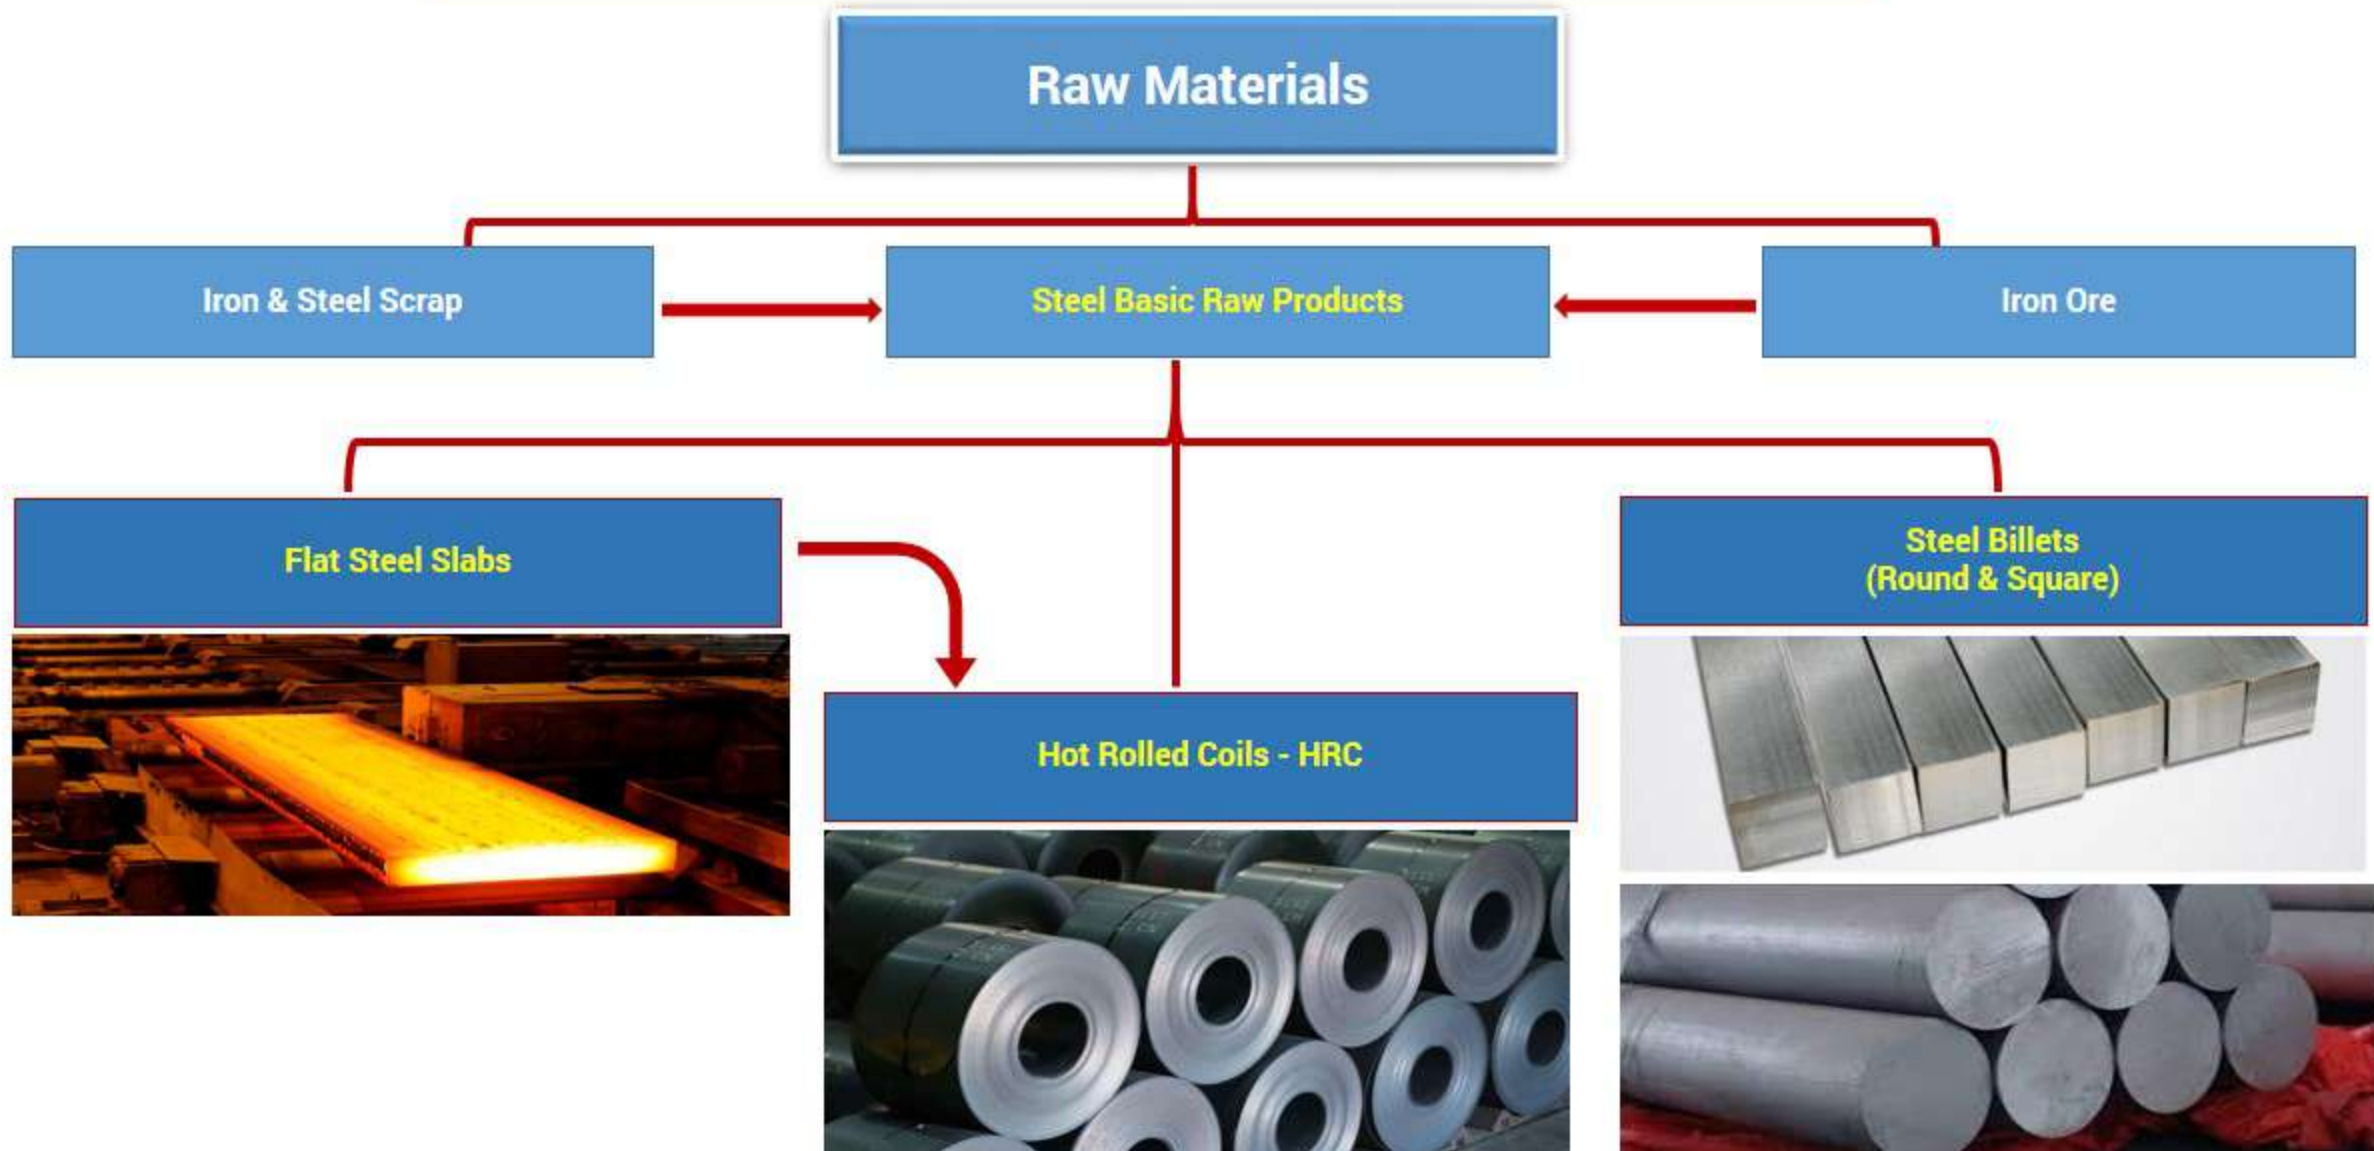 Raw Materials
Iron & Steel Scrap
Steel Basic Raw Products
Iron Ore
Flat Steel Slabs
Steel Billets
(Round & Square)
Hot Rolled Coils - HRC